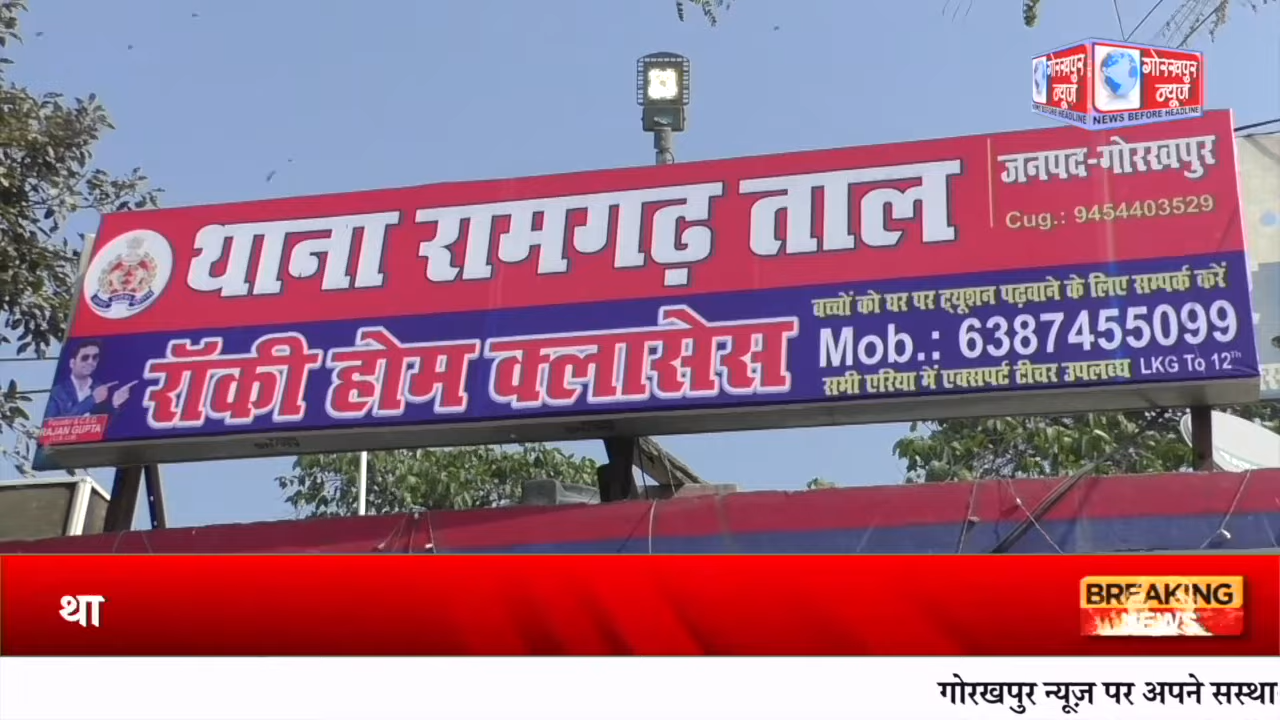 गोरखपुर
न्यूज़
गोरखपुर
न्यूज़
NEWS BEFORE HEADLINE
थाना रामगढ़ ताल
जनपद-गोरखपुर
Cug.: 9454403529
रॉकी होम क्लासेस
बच्चों को घर पर ट्यूशन पढ़वाने के लिए सम्पर्क करें
Mob.: 6387455099
सभी एरिया में एक्सपर्ट टीचर उपलब्ध LKG To 12TH
RAJAN GUPTA
था
BREAKING
NEWS
गोरखपुर न्यूज़ पर अपने सस्था